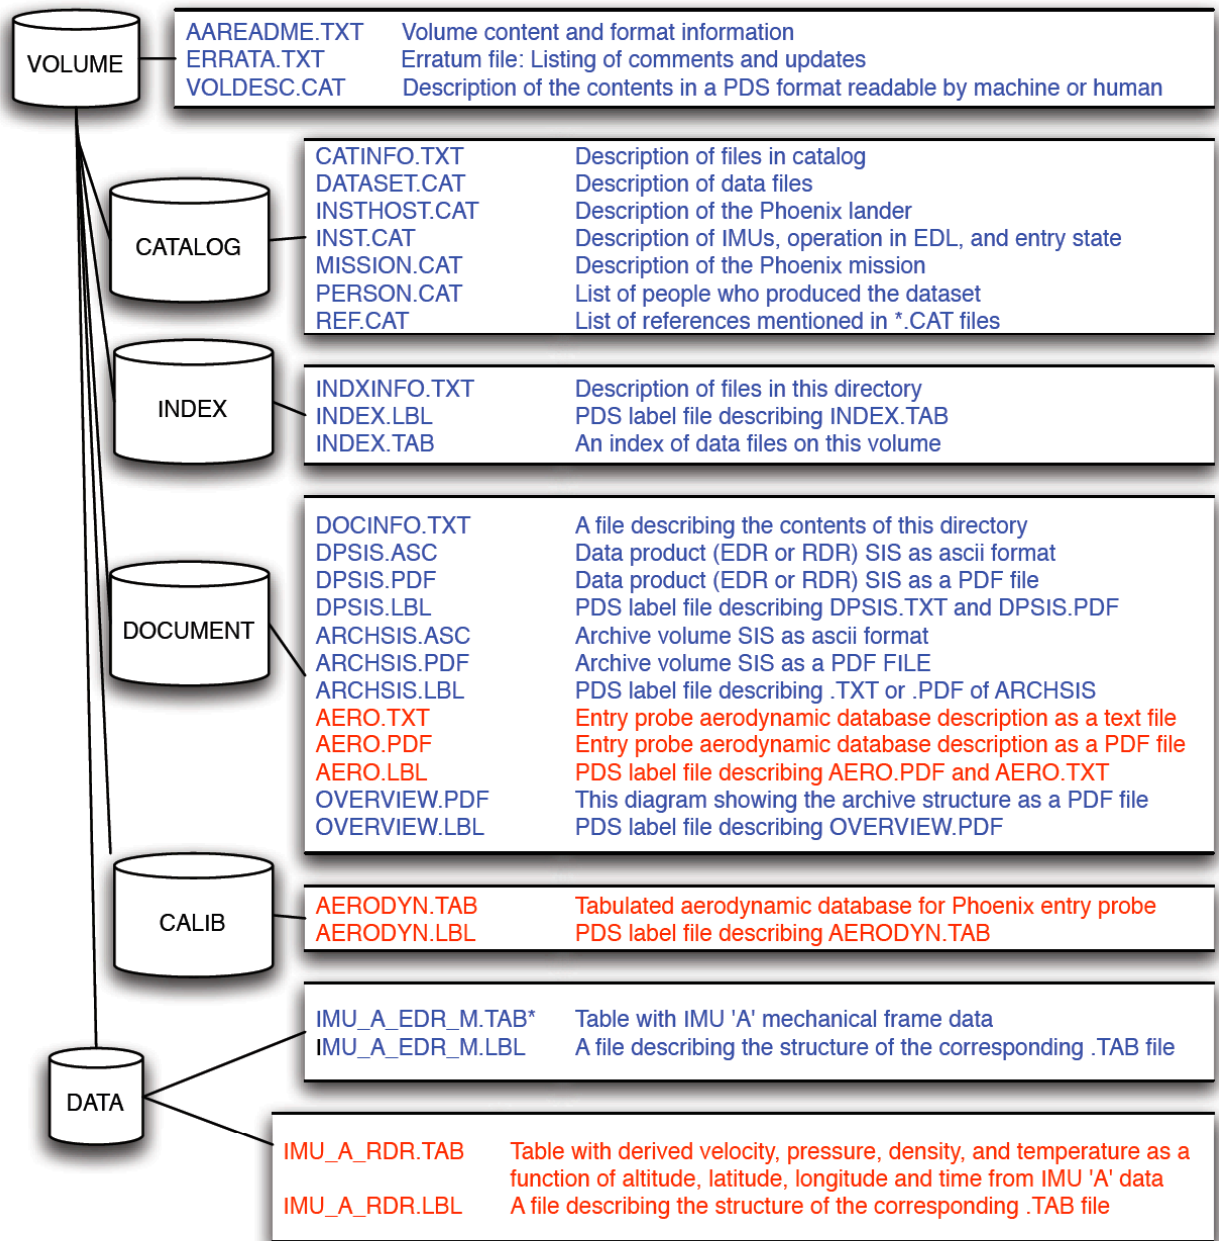 VOLUME
AAREADME.TXT Volume content and format information
ERRATA.TXT Erratum file: Listing of comments and updates
VOLDESC.CAT Description of the contents in a PDS format readable by machine or human
CATALOG
CATINFO.TXT Description of files in catalog
DATASET.CAT Description of data files
INSTHOST.CAT Description of the Phoenix lander
INST.CAT Description of IMUs, operation in EDL, and entry state
MISSION.CAT Description of the Phoenix mission
PERSON.CAT List of people who produced the dataset
REF.CAT List of references mentioned in *.CAT files
INDEX
INDXINFO.TXT Description of files in this directory
INDEX.LBL PDS label file describing INDEX.TAB
INDEX.TAB An index of data files on this volume
DOCUMENT
DOCINFO.TXT A file describing the contents of this directory
DPSIS.ASC Data product (EDR or RDR) SIS as ascii format
DPSIS.PDF Data product (EDR or RDR) SIS as a PDF file
DPSIS.LBL PDS label file describing DPSIS.TXT and DPSIS.PDF
ARCHSIS.ASC Archive volume SIS as ascii format
ARCHSIS.PDF Archive volume SIS as a PDF FILE
ARCHSIS.LBL PDS label file describing .TXT or .PDF of ARCHSIS
AERO.TXT Entry probe aerodynamic database description as a text file
AERO.PDF Entry probe aerodynamic database description as a PDF file
AERO.LBL PDS label file describing AERO.PDF and AERO.TXT
OVERVIEW.PDF This diagram showing the archive structure as a PDF file
OVERVIEW.LBL PDS label file describing OVERVIEW.PDF
CALIB
AERODYN.TAB Tabulated aerodynamic database for Phoenix entry probe
AERODYN.LBL PDS label file describing AERODYN.TAB
DATA
IMU_A_EDR_M.TAB* Table with IMU 'A' mechanical frame data
IMU_A_EDR_M.LBL A file describing the structure of the corresponding .TAB file
IMU_A_RDR.TAB Table with derived velocity, pressure, density, and temperature as a
function of altitude, latitude, longitude and time from IMU 'A' data
IMU_A_RDR.LBL A file describing the structure of the corresponding .TAB file